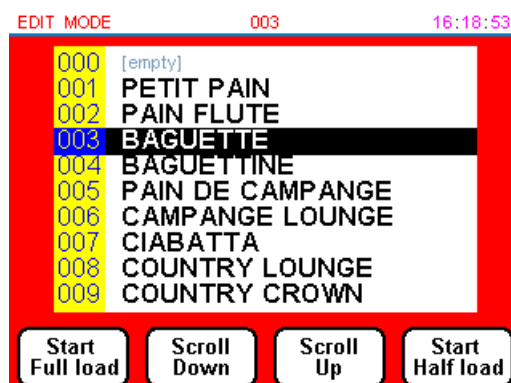 EDIT MODE 003 16:18:53
000 [empty]
001 PETIT PAIN
002 PAIN FLUTE
003 BAGUETTE
004 BAGUETTINE
005 PAIN DE CAMPANGE
006 CAMPANGE LOUNGE
007 CIABATTA
008 COUNTRY LOUNGE
009 COUNTRY CROWN
Start Full load
Scroll Down
Scroll Up
Start Half load